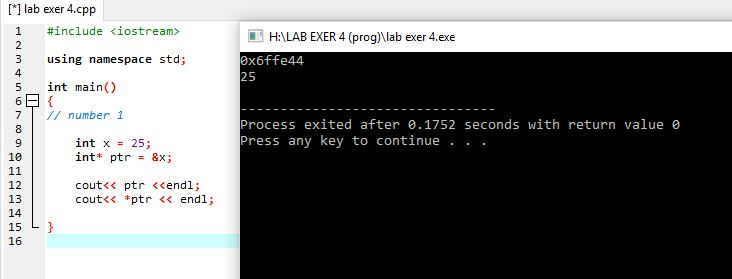 [*] lab exer 4.cpp
1 #include <iostream>
2
3 using namespace std;
4
5 int main()
6 {
7 // number 1
8
9 int x = 25;
10 int* ptr = &x;
11
12 cout<< ptr <<endl;
13 cout<< *ptr << endl;
14
15 }
16
H:\LAB EXER 4 (prog)\lab exer 4.exe
0x6ffe44
25
--------------------------------
Process exited after 0.1752 seconds with return value 0
Press any key to continue . . .